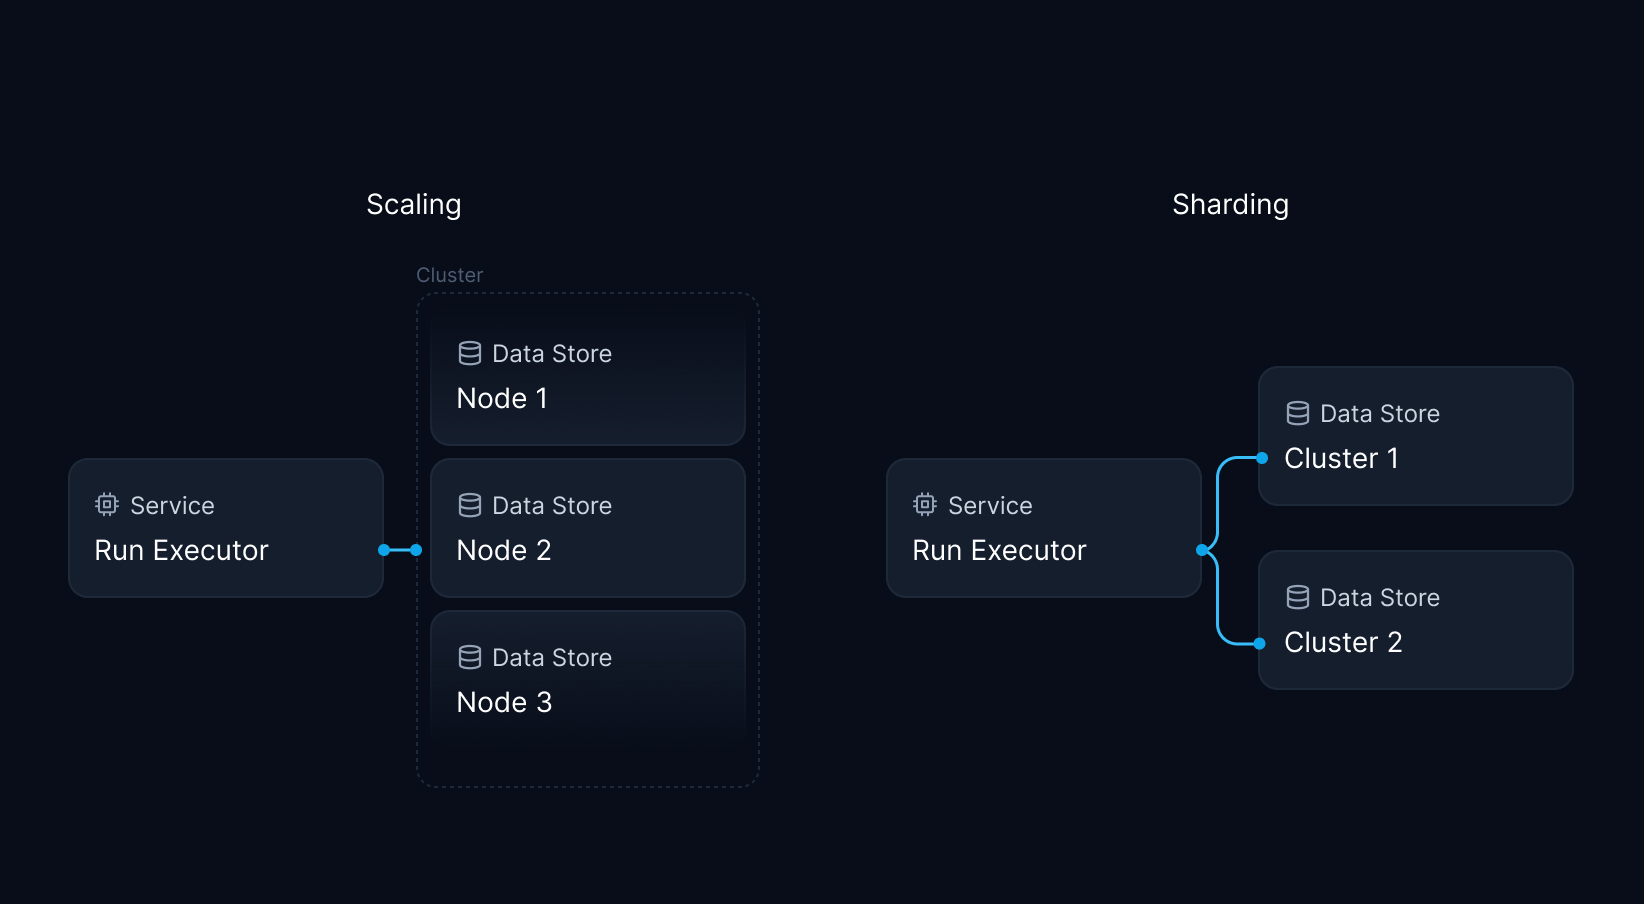 Scaling
Cluster
Data Store
Node 1
Service
Run Executor
Data Store
Node 2
Data Store
Node 3
Sharding
Service
Run Executor
Data Store
Cluster 1
Data Store
Cluster 2